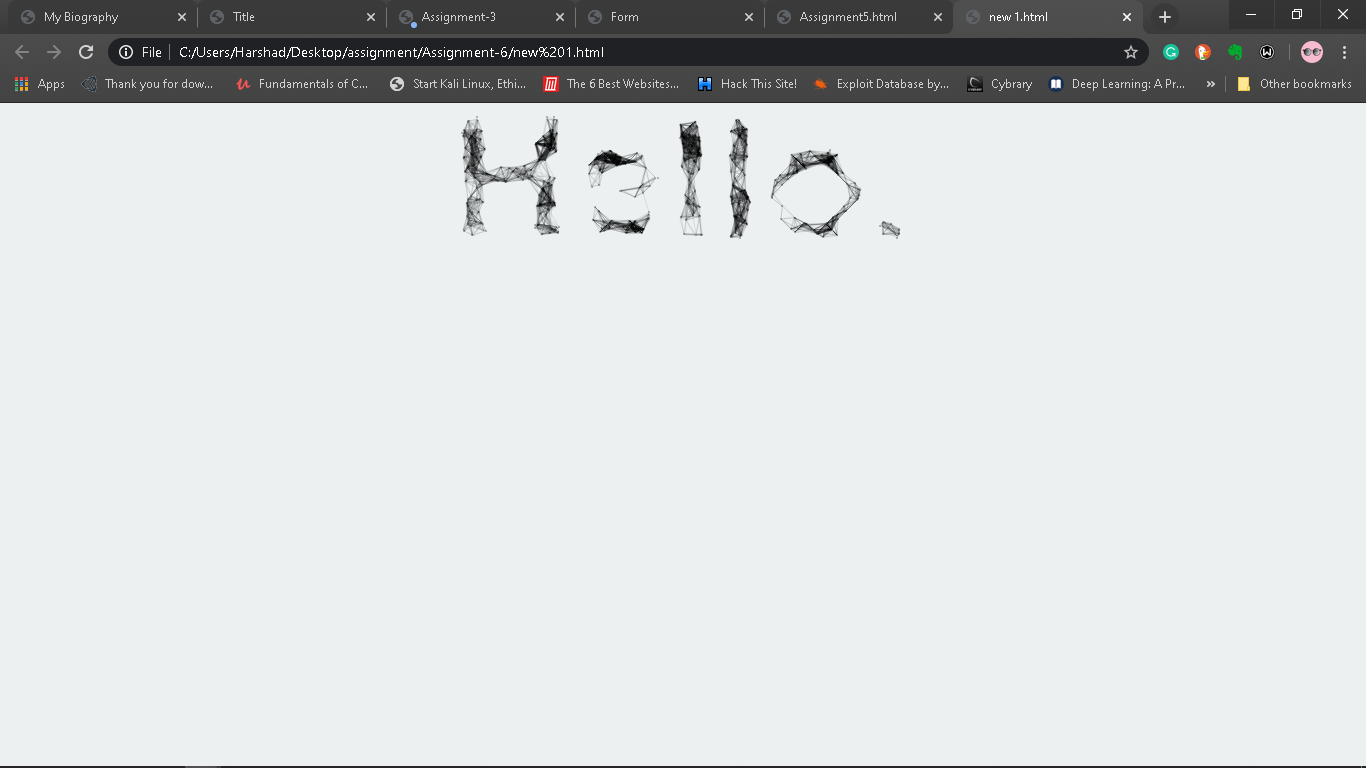 My Biography
Title
Assignment-3
Form
Assignment5.html
new 1.html
File C:/Users/Harshad/Desktop/assignment/Assignment-6/new%201.html
Apps
Thank you for dow...
Fundamentals of C...
Start Kali Linux, Ethi...
The 6 Best Websites...
Hack This Site!
Exploit Database by...
Cybrary
Deep Learning: A Pr...
»
Other bookmarks
Hello.